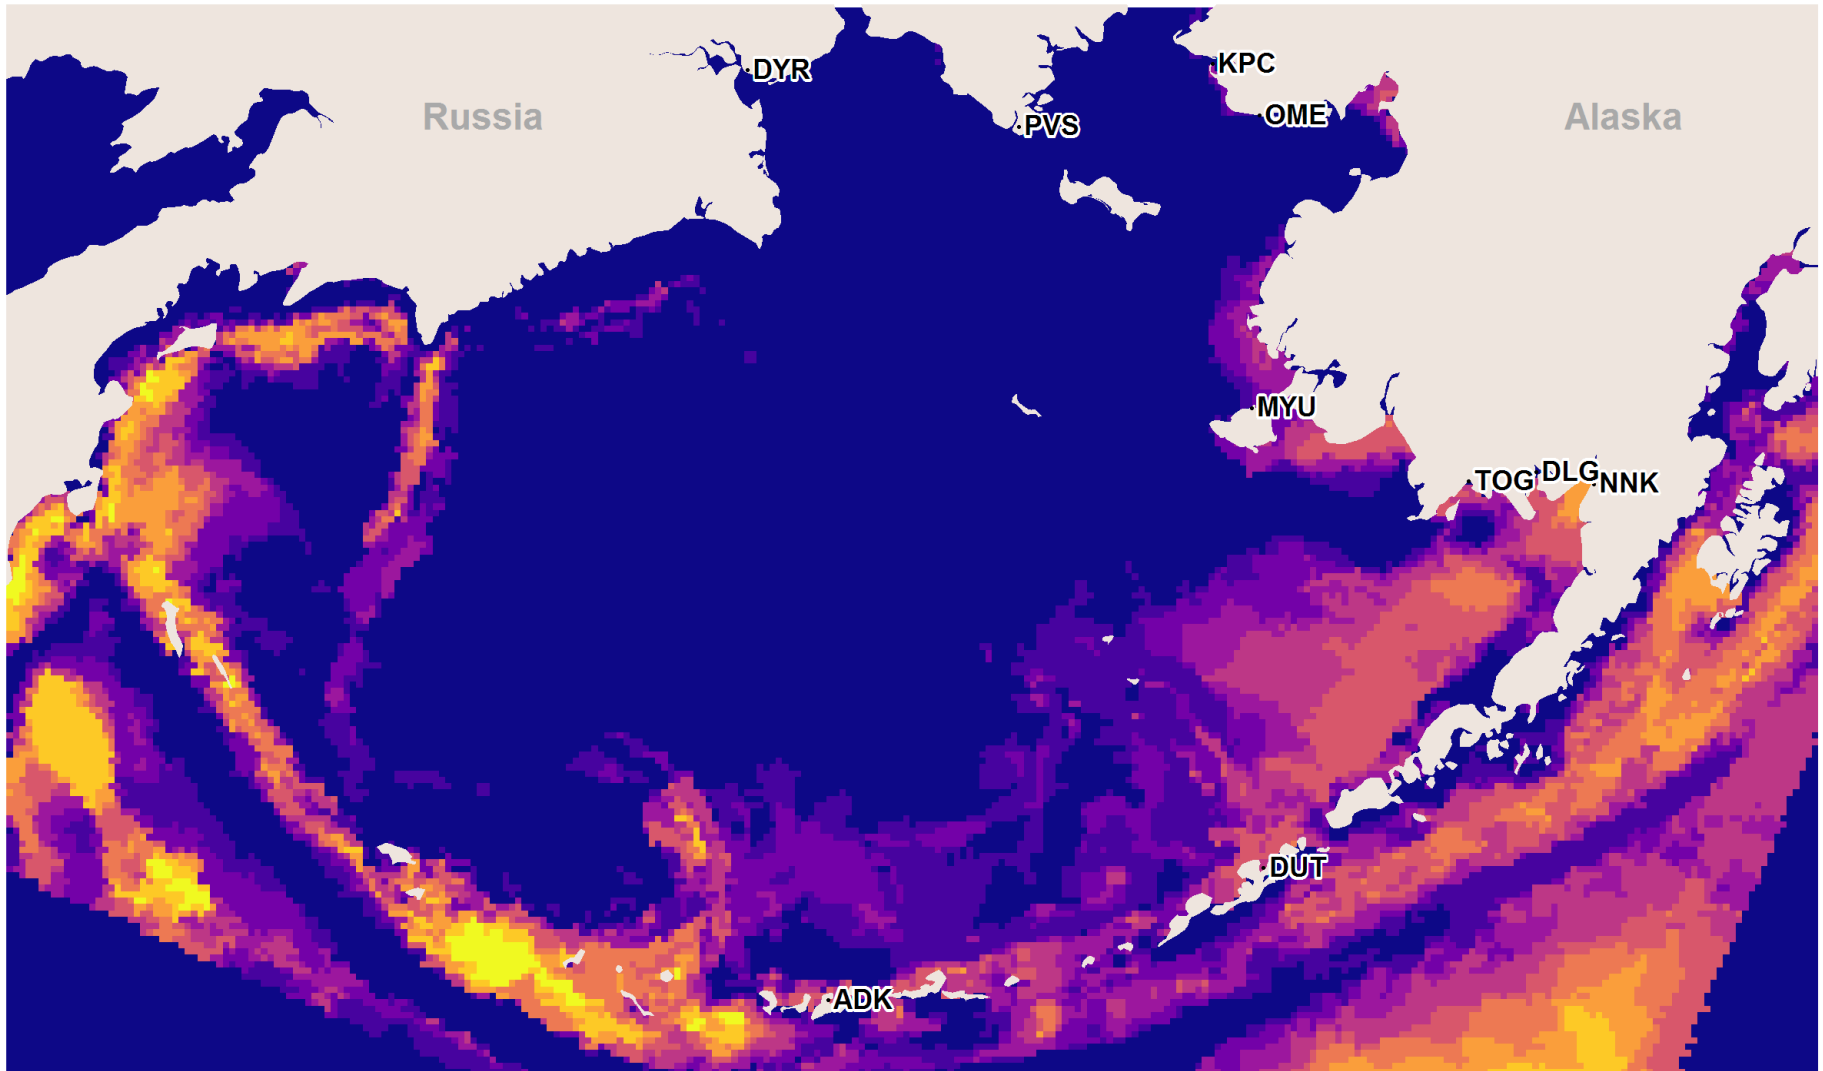 DYR
KPC
Russia
OME
Alaska
PVS
MYU
TOG
DLG
NNK
DUT
ADK